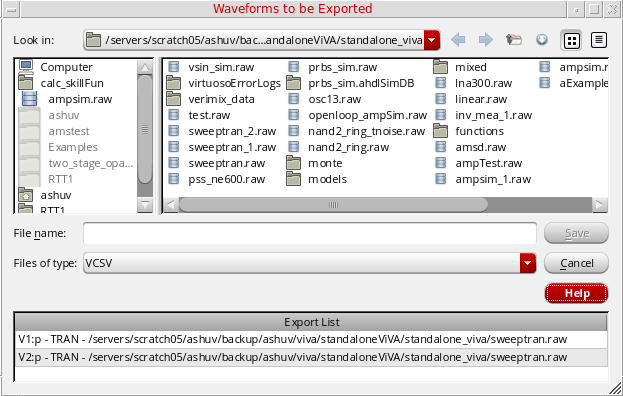 Waveforms to be Exported
Look in: /servers/scratch05/ashuv/bac...andaloneViVA/standalone_viva
Computer
calc_skillFun
ampsim.raw
ashuv
amstest
Examples
two_stage_opa...
RTT1
ashuv
RTT1
vsin_sim.raw
virtuosoErrorLogs
verimix_data
test.raw
sweeptran_2.raw
sweeptran_1.raw
sweeptran.raw
pss_ne600.raw
prbs_sim.raw
prbs_sim.ahdlSimDB
osc13.raw
openloop_ampSim.raw
nand2_ring_tnoise.raw
nand2_ring.raw
monte
models
mixed
lna300.raw
linear.raw
inv_mea_1.raw
functions
amsd.raw
ampTest.raw
ampsim_1.raw
ampsim.r
aExample
File name:
Save
Files of type: VCSV
Cancel
Help
Export List
V1:p - TRAN - /servers/scratch05/ashuv/backup/ashuv/viva/standaloneViVA/standalone_viva/sweeptran.raw
V2:p - TRAN - /servers/scratch05/ashuv/backup/ashuv/viva/standaloneViVA/standalone_viva/sweeptran.raw